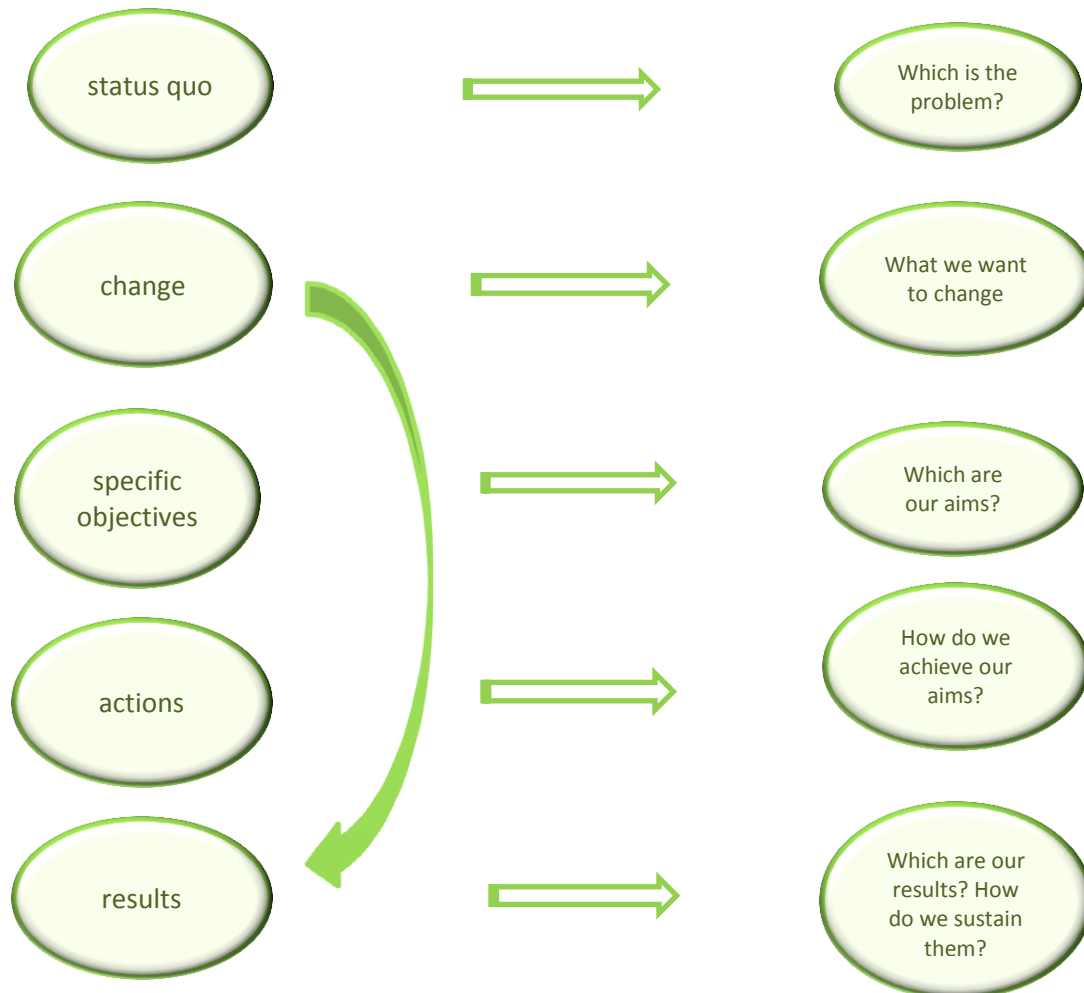 status quo
Which is the
problem?
change
What we want
to change
specific
objectives
Which are
our aims?
actions
How do we
achieve our
aims?
results
Which are our
results? How
do we sustain
them?